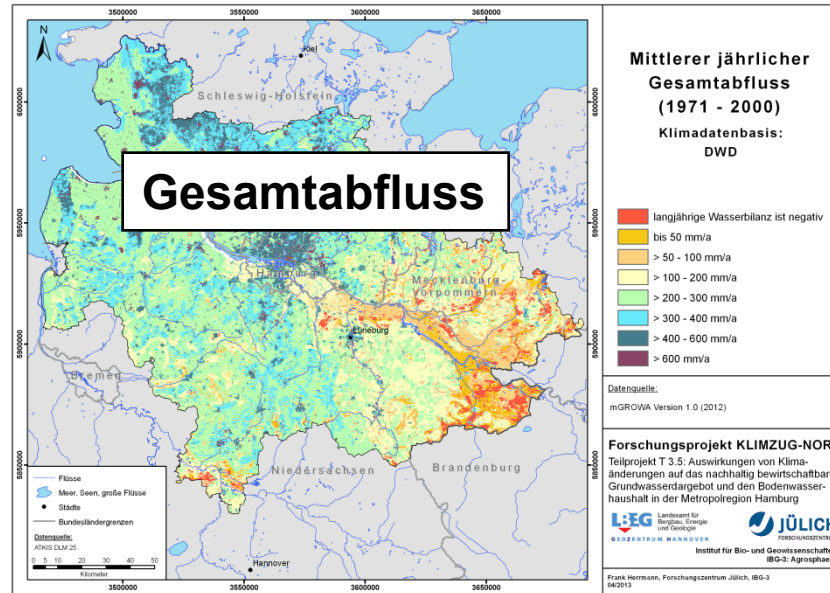 3500000 3550000 3600000 3650000
6000000
5950000
5900000
5850000
N
Kiel
Schleswig-Holstein
Gesamtabfluss
Hamburg
Mecklenburg-
Vorpommern
Lüneburg
Bremen
Niedersachsen
Brandenburg
Hannover
Flüsse
Meer, Seen, große Flüsse
Städte
Bundesländergrenzen
Datenquelle:
ATKIS DLM 25
0 10 20 30 40 50
Kilometer
3500000 3550000 3600000 3650000
Mittlerer jährlicher
Gesamtabfluss
(1971 - 2000)
Klimadatenbasis:
DWD
langjährige Wasserbilanz ist negativ
bis 50 mm/a
> 50 - 100 mm/a
> 100 - 200 mm/a
> 200 - 300 mm/a
> 300 - 400 mm/a
> 400 - 600 mm/a
> 600 mm/a
Datenquelle:
mGROWA Version 1.0 (2012)
Forschungsprojekt KLIMZUG-NOR
Teilprojekt T 3.5: Auswirkungen von Klima-
änderungen auf das nachhaltig bewirtschaftbar
Grundwasserdargebot und den Bodenwasser-
haushalt in der Metropolregion Hamburg
LBEG Landesamt für
Bergbau, Energie
und Geologie
GEOZENTRUM HANNOVER
JÜLICH
FORSCHUNGSZENTRU
Institut für Bio- und Geowissenschafte
IBG-3: Agrosphae
Frank Herrmann, Forschungszentrum Jülich, IBG-3
04/2013